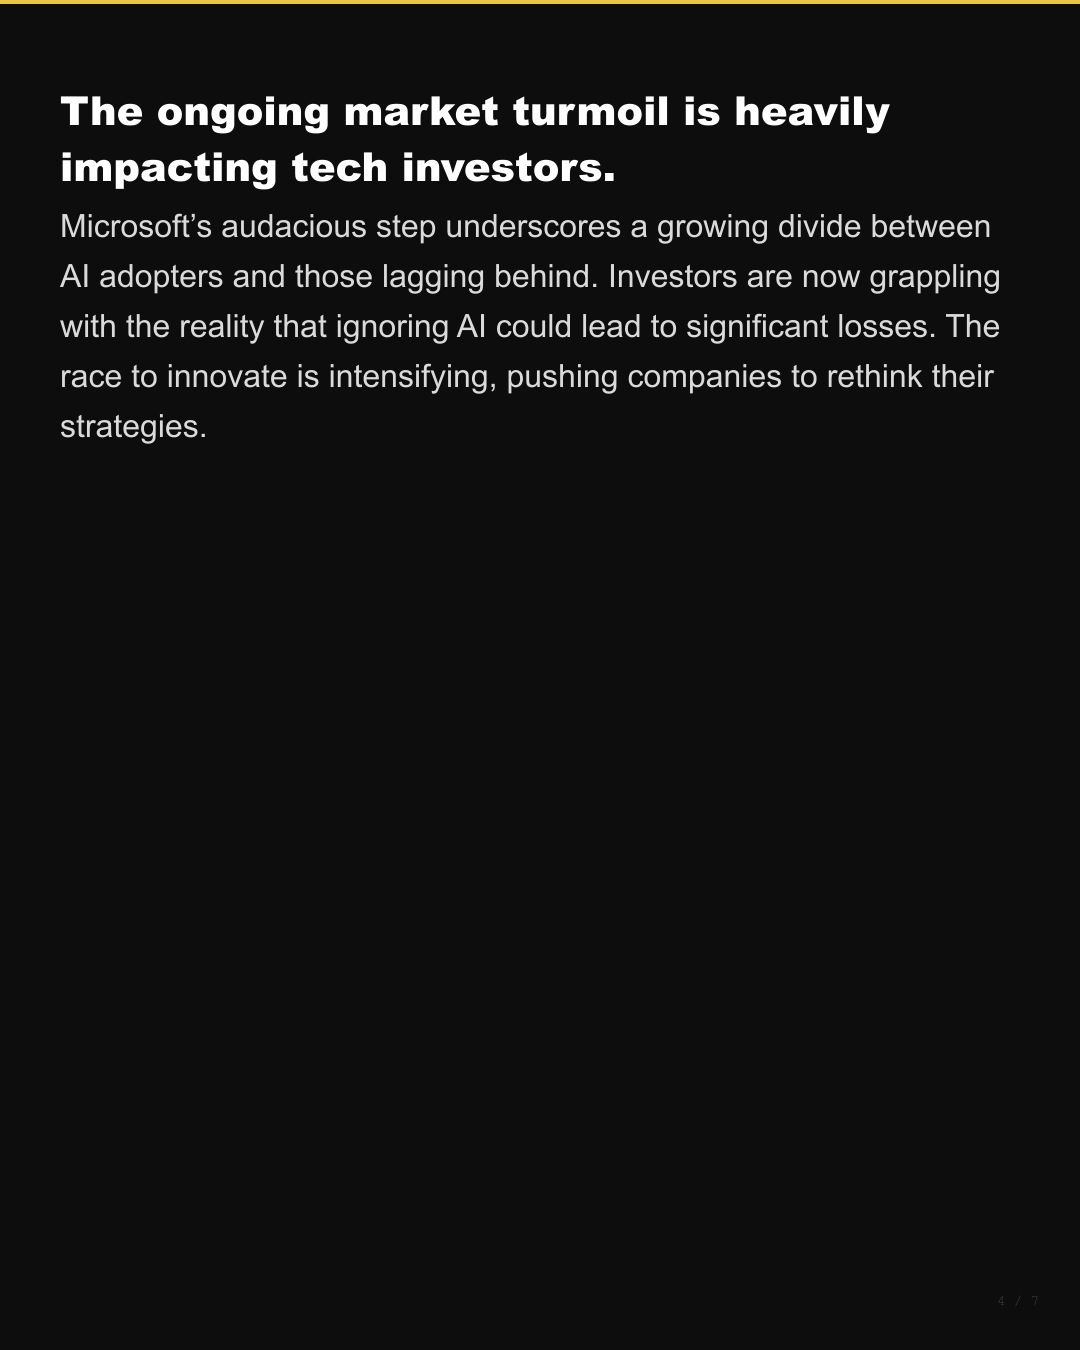 The ongoing market turmoil is heavily
impacting tech investors.
Microsoft’s audacious step underscores a growing divide between
AI adopters and those lagging behind. Investors are now grappling
with the reality that ignoring AI could lead to significant losses. The
race to innovate is intensifying, pushing companies to rethink their
strategies.
4 / 7